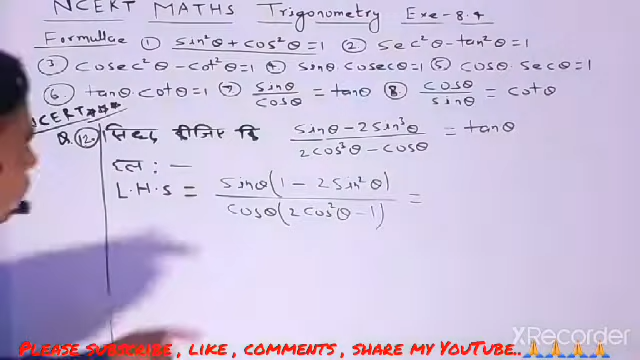 NCERT MATHS Trigonometry Exe-8.4
Formullae ① sin²θ + cos²θ = 1 ② sec²θ - tan²θ = 1
③ cosec²θ - cot²θ = 1 ④ sinθ cosecθ = 1 ⑤ cosθ . secθ = 1
⑥ tanθ . cotθ = 1 ⑦ sinθ/cosθ = tanθ ⑧ cosθ/sinθ = cotθ
NCERT***
Q. ⑫. सिद्ध कीजिए कि (sinθ - 2sin³θ)/(2cos³θ - cosθ) = tanθ
हल : —
L.H.S = sinθ(1 - 2sin²θ)/cosθ(2cos²θ - 1) =
Please subscribe , like , comments , share my YouTube..🙏🙏🙏🙏
XRecorder